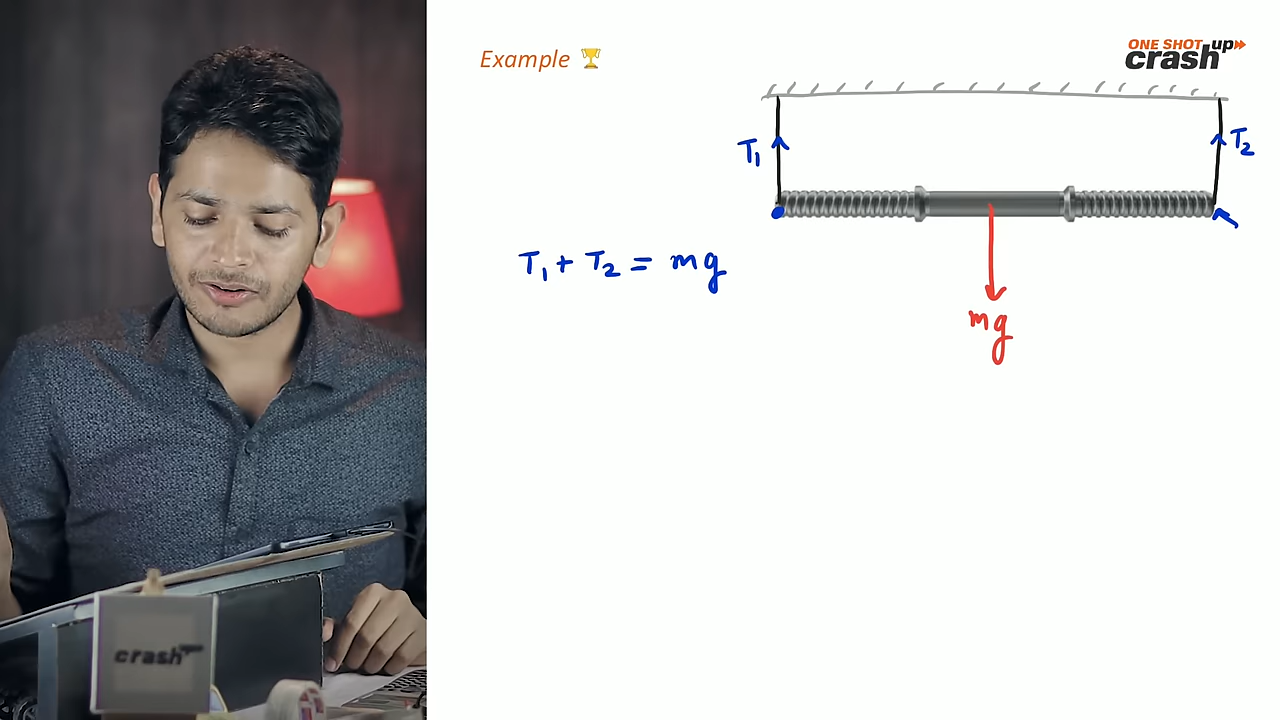 Example 🏆
ONE SHOT
crash up
T₁
T₂
T₁ + T₂ = mg
mg
crash